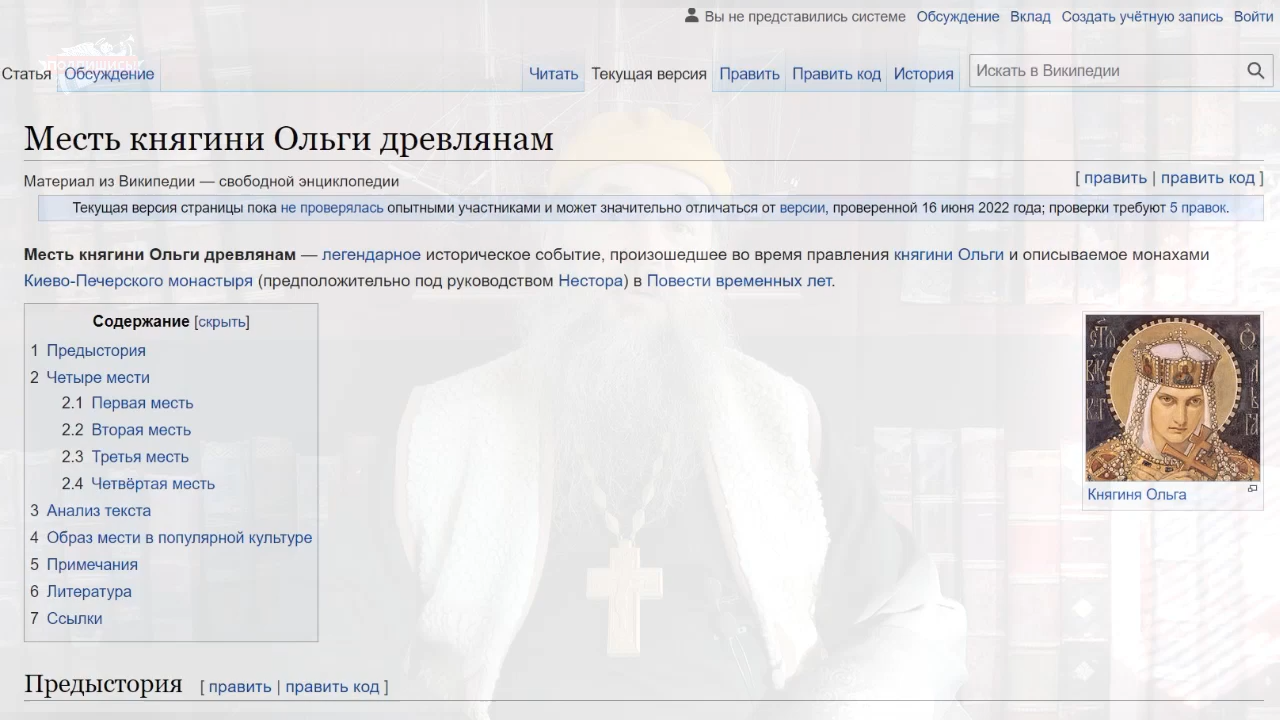 Вы не представились системе Обсуждение Вклад Создать учётную запись Войти
ПОДПИШИСЬ!
Статья Обсуждение Читать Текущая версия Править Править код История Искать в Википедии
Месть княгини Ольги древлянам
Материал из Википедии — свободной энциклопедии [ править | править код ]
Текущая версия страницы пока не проверялась опытными участниками и может значительно отличаться от версии, проверенной 16 июня 2022 года; проверки требуют 5 правок.
Месть княгини Ольги древлянам — легендарное историческое событие, произошедшее во время правления княгини Ольги и описываемое монахами
Киево-Печерского монастыря (предположительно под руководством Нестора) в Повести временных лет.
Содержание [скрыть]
1 Предыстория
2 Четыре мести
2.1 Первая месть
2.2 Вторая месть
2.3 Третья месть
2.4 Четвёртая месть
3 Анализ текста
4 Образ мести в популярной культуре
5 Примечания
6 Литература
7 Ссылки
Княгиня Ольга
Предыстория [ править | править код ]